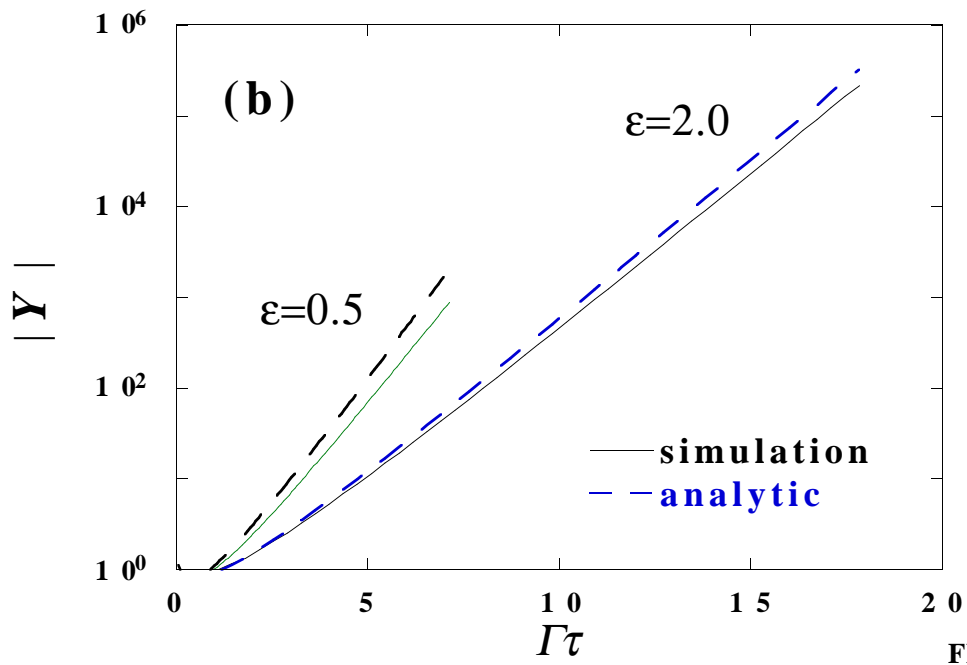 10⁶
(b)
ε=2.0
10⁴
|Y|
ε=0.5
10²
simulation
analytic
10⁰
0 5 10 15 20
Γτ
F